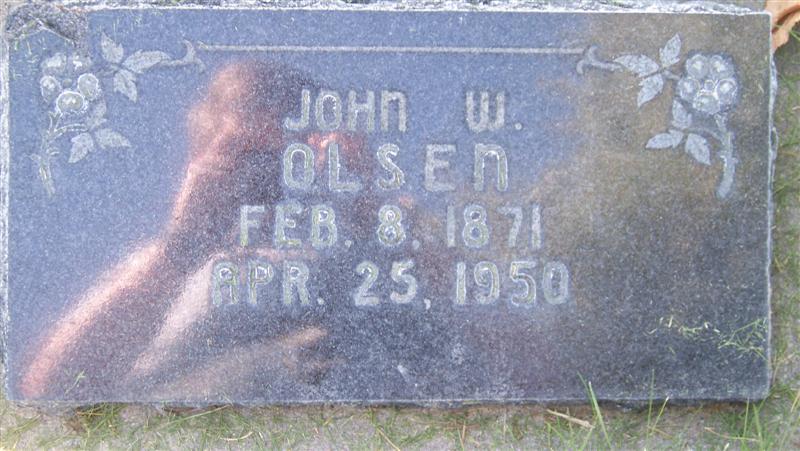 JOHN W.
OLSEN
FEB. 8, 1871
APR. 25, 1950